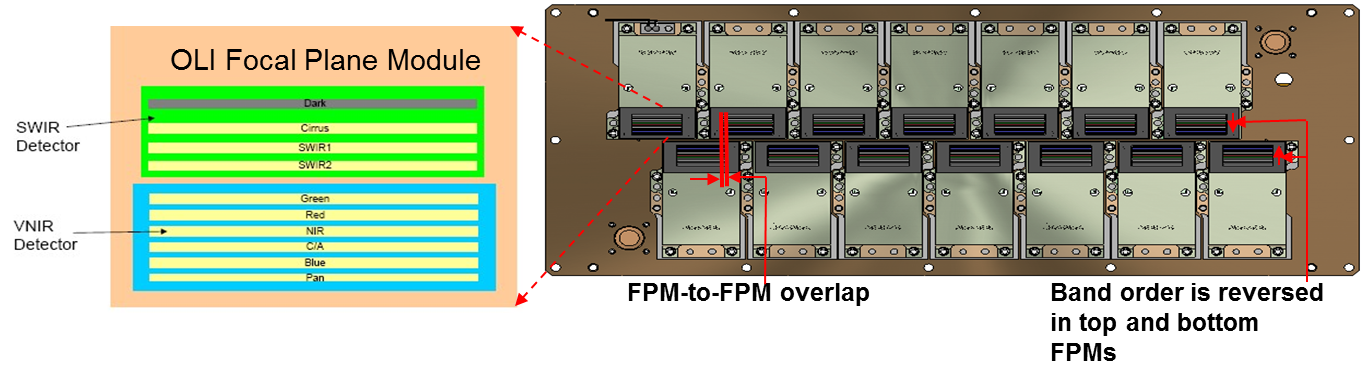 OLI Focal Plane Module
SWIR
Detector
Dark
Cirrus
SWIR1
SWIR2
VNIR
Detector
Green
Red
NIR
C/A
Blue
Pan
FPM-to-FPM overlap
Band order is reversed
in top and bottom
FPMs